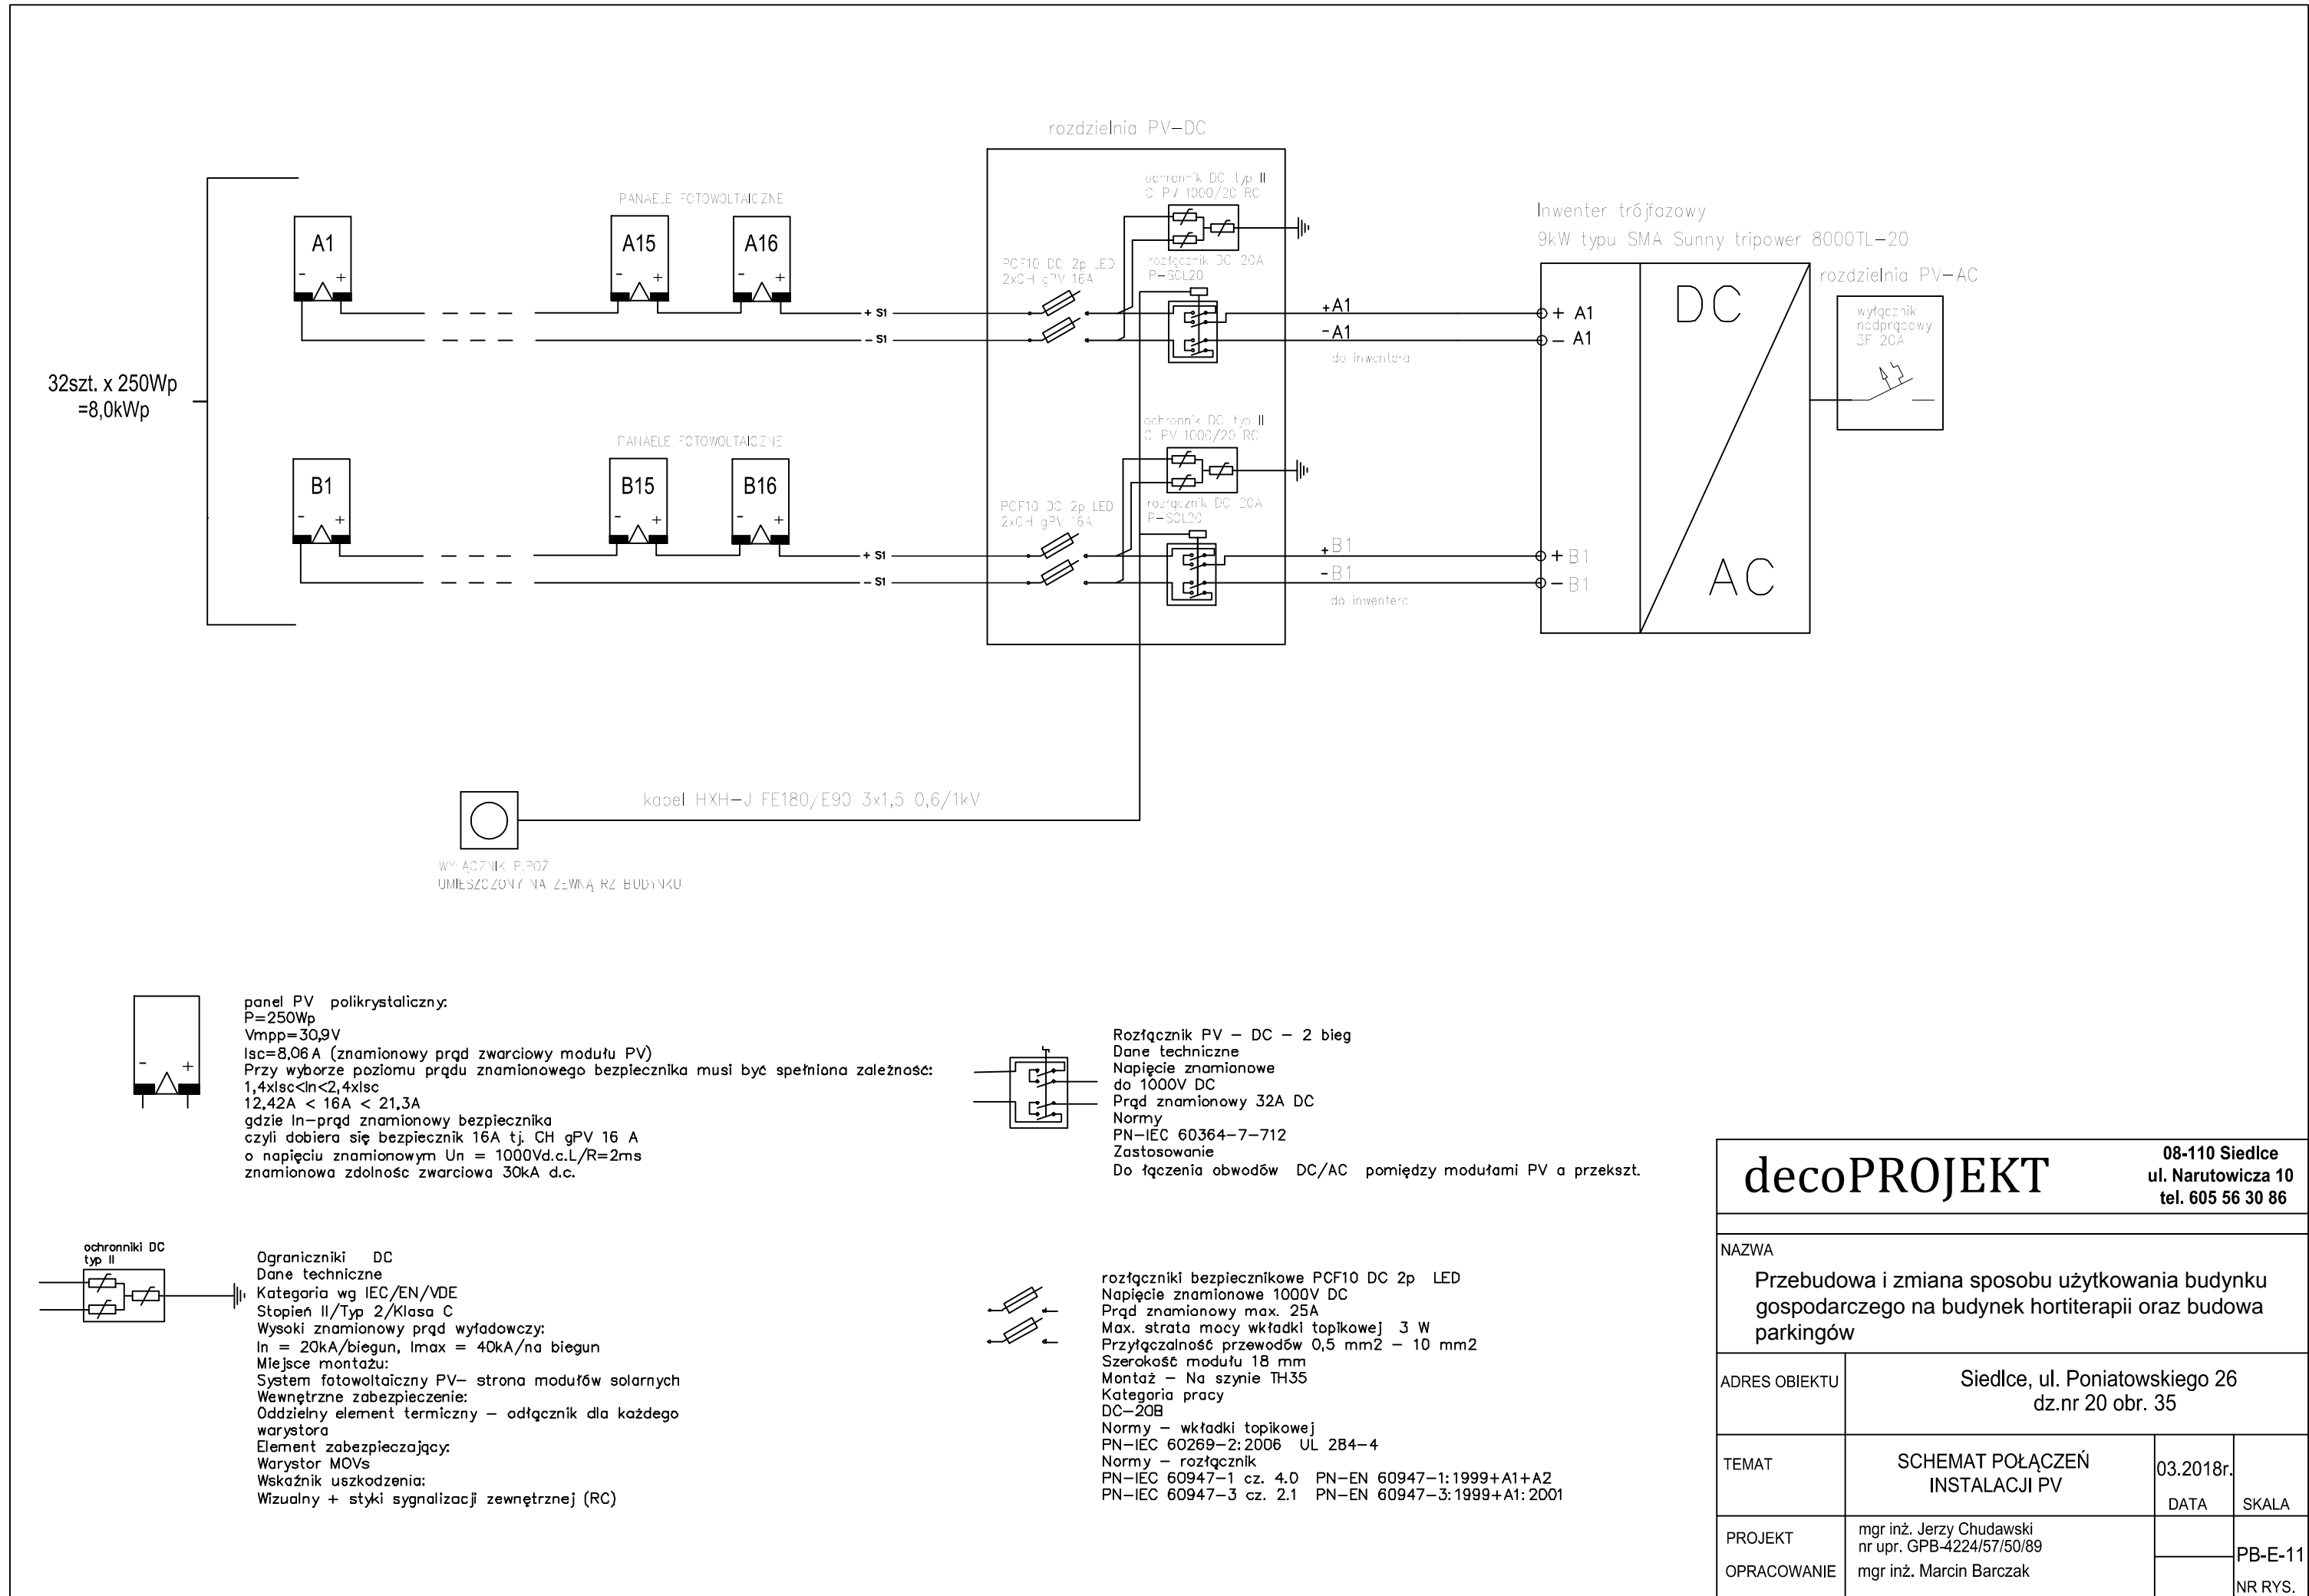 rozdzielnia PV-DC
PANAELE FOTOWOLTAICZNE
A1
A15
A16
- +
- +
- +
32szt. x 250Wp
=8,0kWp
+ S1
- S1
PCF10 DC 2p LED
2xCH gPV 16A
ochronnik DC typ II
C PV 1000/20 RC
rozłącznik DC 20A
P-SOL20
+A1
-A1
do inwentera
Inwenter trójfazowy
9kW typu SMA Sunny tripower 8000TL-20
+ A1
- A1
DC
AC
rozdzielnia PV-AC
wyłącznik
nadprądowy
3F 20A
PANAELE FOTOWOLTAICZNE
B1
B15
B16
- +
- +
- +
+ S1
- S1
PCF10 DC 2p LED
2xCH gPV 16A
ochronnik DC typ II
C PV 1000/20 RC
rozłącznik DC 20A
P-SOL20
+B1
-B1
do inwentera
+ B1
- B1
kabel HXH-J FE180/E90 3x1,5 0,6/1kV
WYŁĄCZNIK P.POŻ
UMIESZCZONY NA ZEWNĄTRZ BUDYNKU
- +
panel PV polikrystaliczny:
P=250Wp
Vmpp=30,9V
Isc=8,06A (znamionowy prąd zwarciowy modułu PV)
Przy wyborze poziomu prądu znamionowego bezpiecznika musi być spełniona zależność:
1,4xIsc<In<2,4xIsc
12,42A < 16A < 21,3A
gdzie In-prąd znamionowy bezpiecznika
czyli dobiera się bezpiecznik 16A tj. CH gPV 16 A
o napięciu znamionowym Un = 1000Vd.c.L/R=2ms
znamionowa zdolność zwarciowa 30kA d.c.
Rozłącznik PV - DC - 2 bieg
Dane techniczne
Napięcie znamionowe
do 1000V DC
Prąd znamionowy 32A DC
Normy
PN-IEC 60364-7-712
Zastosowanie
Do łączenia obwodów DC/AC pomiędzy modułami PV a przekszt.
ochronniki DC
typ II
Ograniczniki DC
Dane techniczne
Kategoria wg IEC/EN/VDE
Stopień II/Typ 2/Klasa C
Wysoki znamionowy prąd wyładowczy:
In = 20kA/biegun, Imax = 40kA/na biegun
Miejsce montażu:
System fotowoltaiczny PV- strona modułów solarnych
Wewnętrzne zabezpieczenie:
Oddzielny element termiczny - odłącznik dla każdego
warystora
Element zabezpieczający:
Warystor MOVs
Wskaźnik uszkodzenia:
Wizualny + styki sygnalizacji zewnętrznej (RC)
rozłączniki bezpiecznikowe PCF10 DC 2p LED
Napięcie znamionowe 1000V DC
Prąd znamionowy max. 25A
Max. strata mocy wkładki topikowej 3 W
Przyłączalność przewodów 0,5 mm2 - 10 mm2
Szerokość modułu 18 mm
Montaż - Na szynie TH35
Kategoria pracy
DC-20B
Normy - wkładki topikowej
PN-IEC 60269-2:2006 UL 284-4
Normy - rozłącznik
PN-IEC 60947-1 cz. 4.0 PN-EN 60947-1:1999+A1+A2
PN-IEC 60947-3 cz. 2.1 PN-EN 60947-3:1999+A1:2001
decoPROJEKT
08-110 Siedlce
ul. Narutowicza 10
tel. 605 56 30 86
NAZWA
Przebudowa i zmiana sposobu użytkowania budynku
gospodarczego na budynek hortiterapii oraz budowa
parkingów
ADRES OBIEKTU
Siedlce, ul. Poniatowskiego 26
dz.nr 20 obr. 35
TEMAT
SCHEMAT POŁĄCZEŃ
INSTALACJI PV
03.2018r.
DATA
SKALA
PROJEKT
mgr inż. Jerzy Chudawski
nr upr. GPB-4224/57/50/89
OPRACOWANIE
mgr inż. Marcin Barczak
PB-E-11
NR RYS.